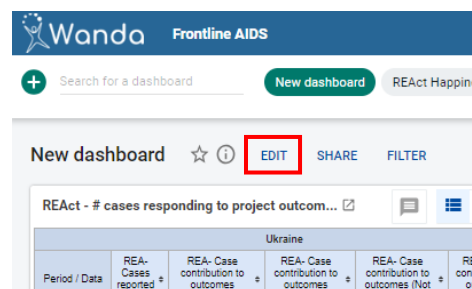 Wanda Frontline AIDS
Search for a dashboard New dashboard REAct Happin
New dashboard EDIT SHARE FILTER
REAct - # cases responding to project outcom...
Ukraine
Period / Data REA- Cases reported REA- Case contribution to outcomes REA- Case contribution to outcomes REA- Case contribution to outcomes (Not